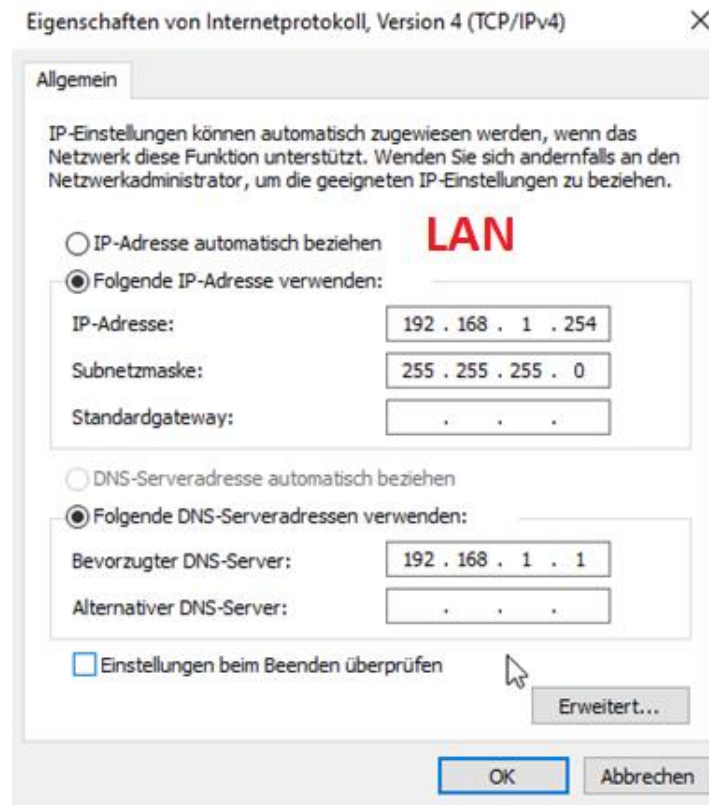 Eigenschaften von Internetprotokoll, Version 4 (TCP/IPv4)
Allgemein
IP-Einstellungen können automatisch zugewiesen werden, wenn das
Netzwerk diese Funktion unterstützt. Wenden Sie sich andernfalls an den
Netzwerkadministrator, um die geeigneten IP-Einstellungen zu beziehen.
IP-Adresse automatisch beziehen LAN
Folgende IP-Adresse verwenden:
IP-Adresse: 192 . 168 . 1 . 254
Subnetzmaske: 255 . 255 . 255 . 0
Standardgateway: . . .
DNS-Serveradresse automatisch beziehen
Folgende DNS-Serveradressen verwenden:
Bevorzugter DNS-Server: 192 . 168 . 1 . 1
Alternativer DNS-Server: . . .
Einstellungen beim Beenden überprüfen
Erweitert...
OK Abbrechen